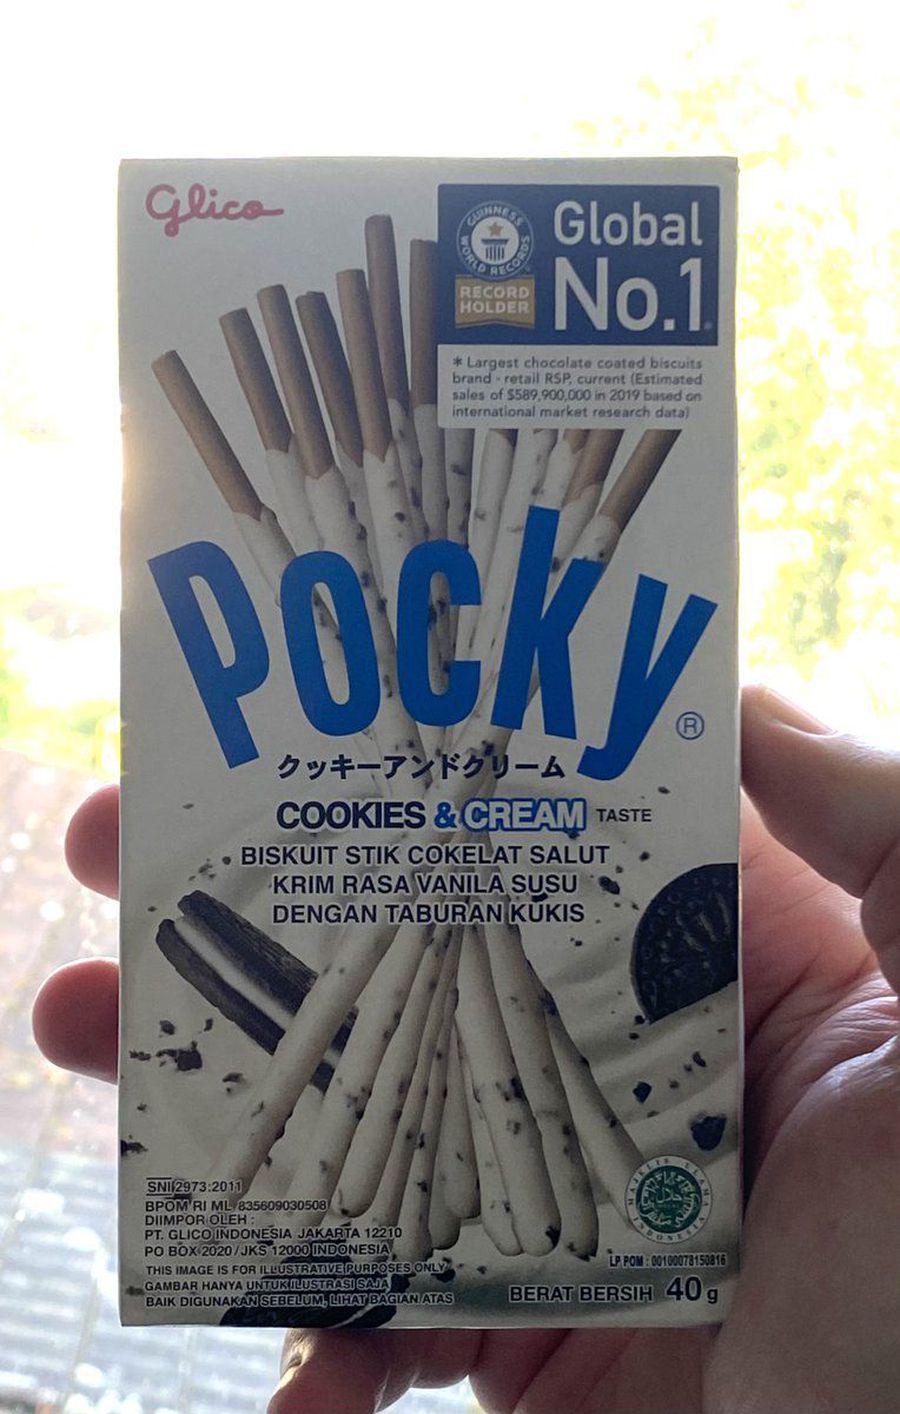 Glico
GUINNESS WORLD RECORDS
RECORD
HOLDER
Global
No.1
* Largest chocolate coated biscuits
brand - retail RSP, current (Estimated
sales of $589,900,000 in 2019 based on
international market research data)
Pocky®
クッキーアンドクリーム
COOKIES & CREAM TASTE
BISKUIT STIK COKELAT SALUT
KRIM RASA VANILA SUSU
DENGAN TABURAN KUKIS
SNI 2973:2011
BPOM RI ML 835609030508
DIIMPOR OLEH :
PT. GLICO INDONESIA JAKARTA 12210
PO BOX 2020/JKS 12000 INDONESIA
THIS IMAGE IS FOR ILLUSTRATIVE PURPOSES ONLY
GAMBAR HANYA UNTUK ILUSTRASI SAJA
BAIK DIGUNAKAN SEBELUM, LIHAT BAGIAN ATAS
MAJELIS ULAMA INDONESIA
حلال
LP POM : 00100078150816
BERAT BERSIH 40g